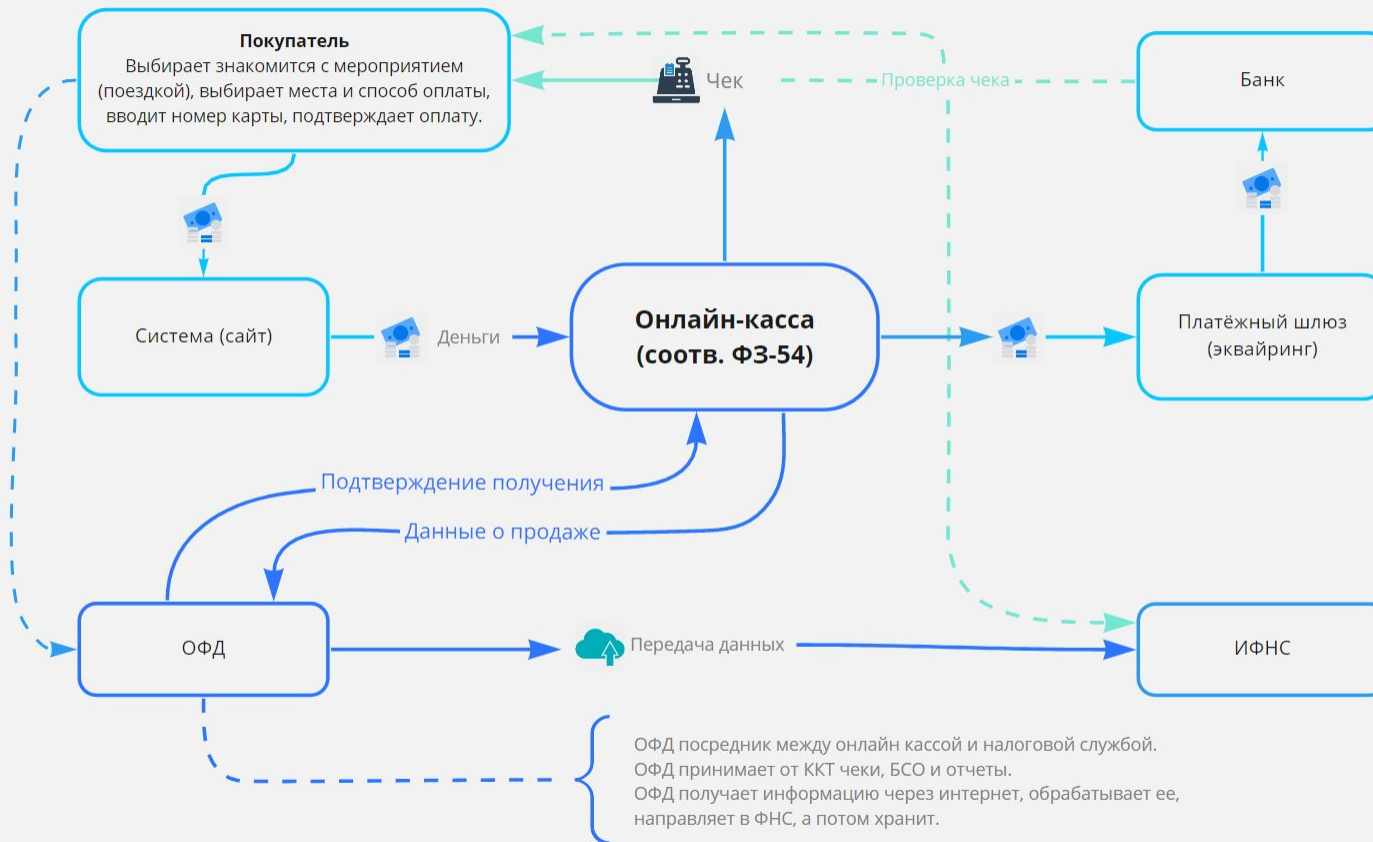 Покупатель
Выбирает знакомится с мероприятием
(поездкой), выбирает места и способ оплаты,
вводит номер карты, подтверждает оплату.
Чек
Проверка чека
Банк
Система (сайт)
Деньги
Онлайн-касса
(соотв. ФЗ-54)
Платёжный шлюз
(эквайринг)
Подтверждение получения
Данные о продаже
ОФД
Передача данных
ИФНС
ОФД посредник между онлайн кассой и налоговой службой.
ОФД принимает от ККТ чеки, БСО и отчеты.
ОФД получает информацию через интернет, обрабатывает ее,
направляет в ФНС, а потом хранит.